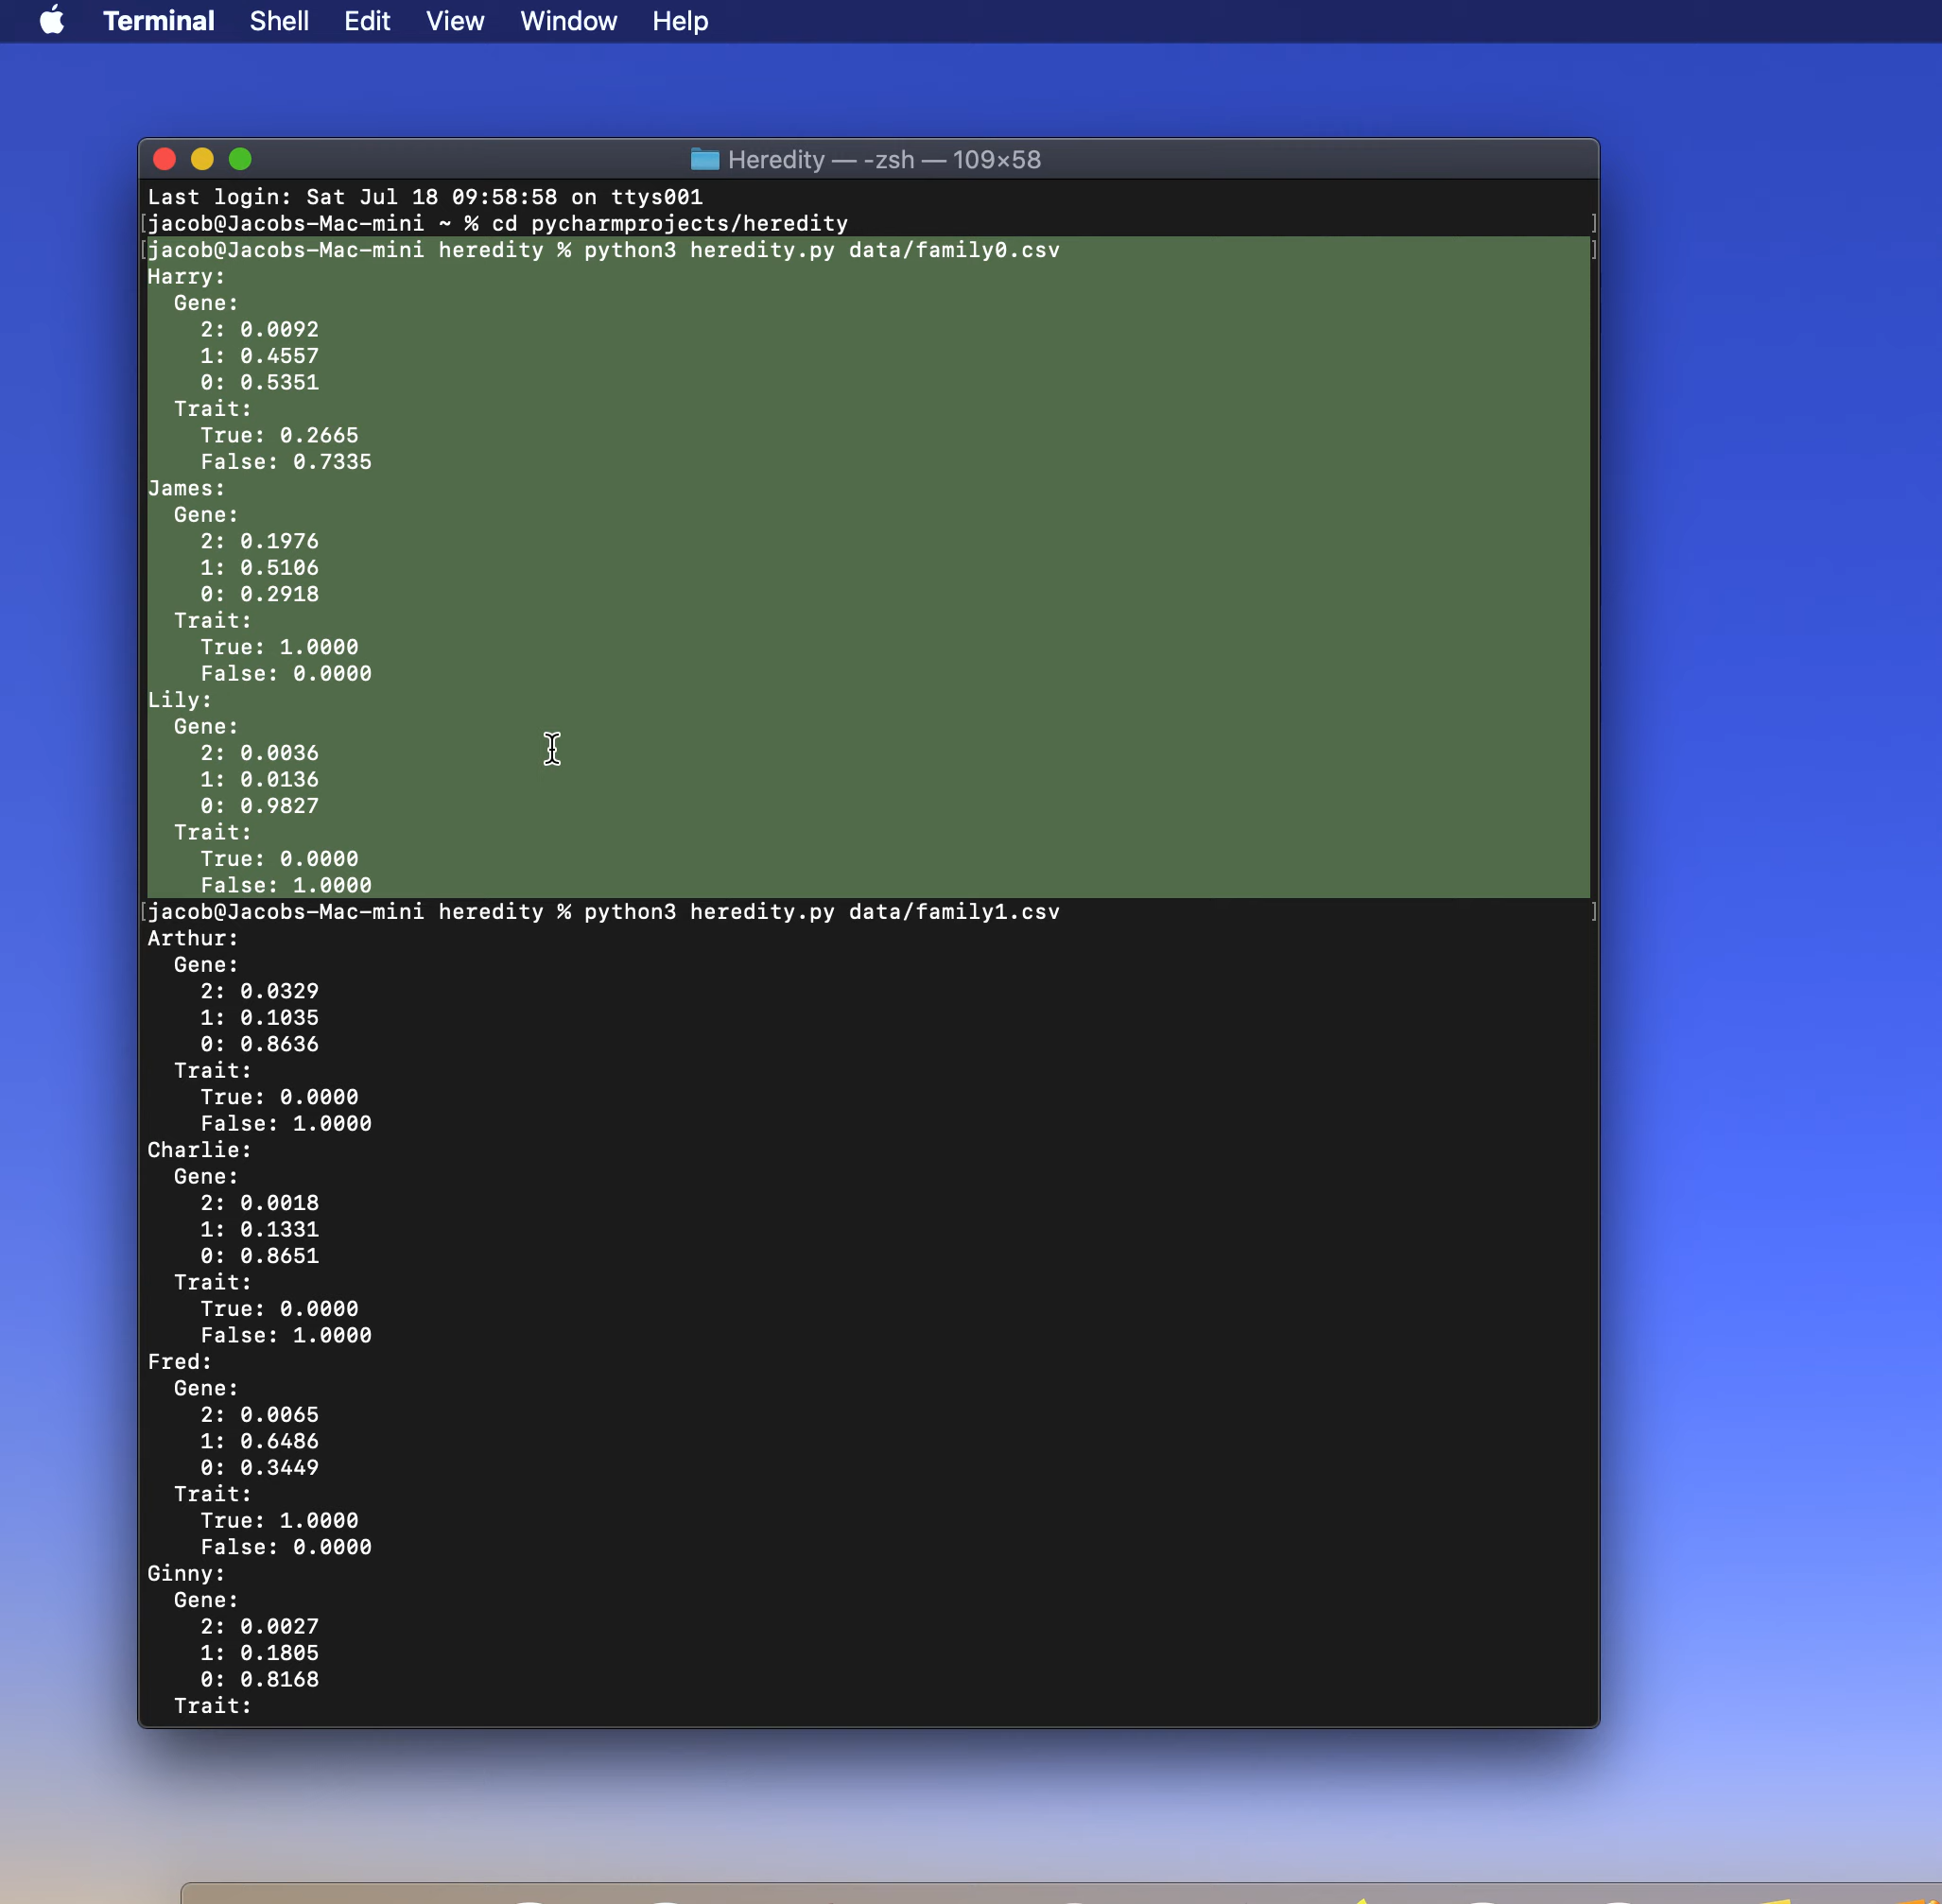 Terminal Shell Edit View Window Help
Heredity — -zsh — 109×58
Last login: Sat Jul 18 09:58:58 on ttys001
[jacob@Jacobs-Mac-mini ~ % cd pycharmprojects/heredity ]
[jacob@Jacobs-Mac-mini heredity % python3 heredity.py data/family0.csv ]
Harry:
  Gene:
    2: 0.0092
    1: 0.4557
    0: 0.5351
  Trait:
    True: 0.2665
    False: 0.7335
James:
  Gene:
    2: 0.1976
    1: 0.5106
    0: 0.2918
  Trait:
    True: 1.0000
    False: 0.0000
Lily:
  Gene:
    2: 0.0036
    1: 0.0136
    0: 0.9827
  Trait:
    True: 0.0000
    False: 1.0000
[jacob@Jacobs-Mac-mini heredity % python3 heredity.py data/family1.csv ]
Arthur:
  Gene:
    2: 0.0329
    1: 0.1035
    0: 0.8636
  Trait:
    True: 0.0000
    False: 1.0000
Charlie:
  Gene:
    2: 0.0018
    1: 0.1331
    0: 0.8651
  Trait:
    True: 0.0000
    False: 1.0000
Fred:
  Gene:
    2: 0.0065
    1: 0.6486
    0: 0.3449
  Trait:
    True: 1.0000
    False: 0.0000
Ginny:
  Gene:
    2: 0.0027
    1: 0.1805
    0: 0.8168
  Trait: